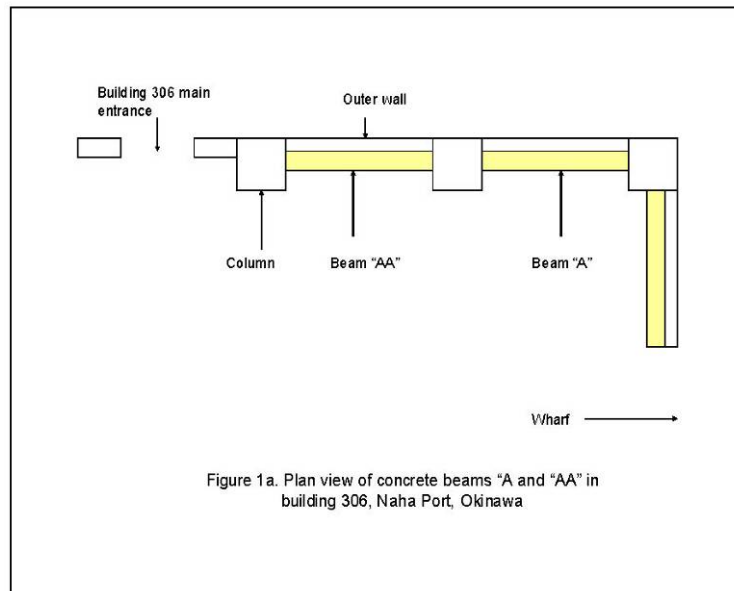 Building 306 main
entrance
Outer wall
Column
Beam “AA”
Beam “A”
Wharf
Figure 1a. Plan view of concrete beams “A and “AA” in
building 306, Naha Port, Okinawa